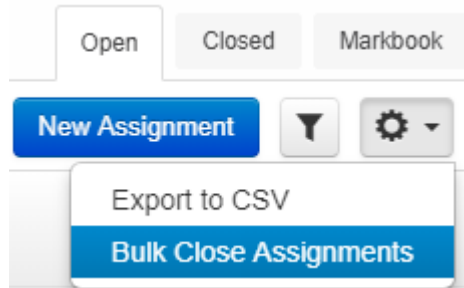 Open Closed Markbook
New Assignment
Export to CSV
Bulk Close Assignments